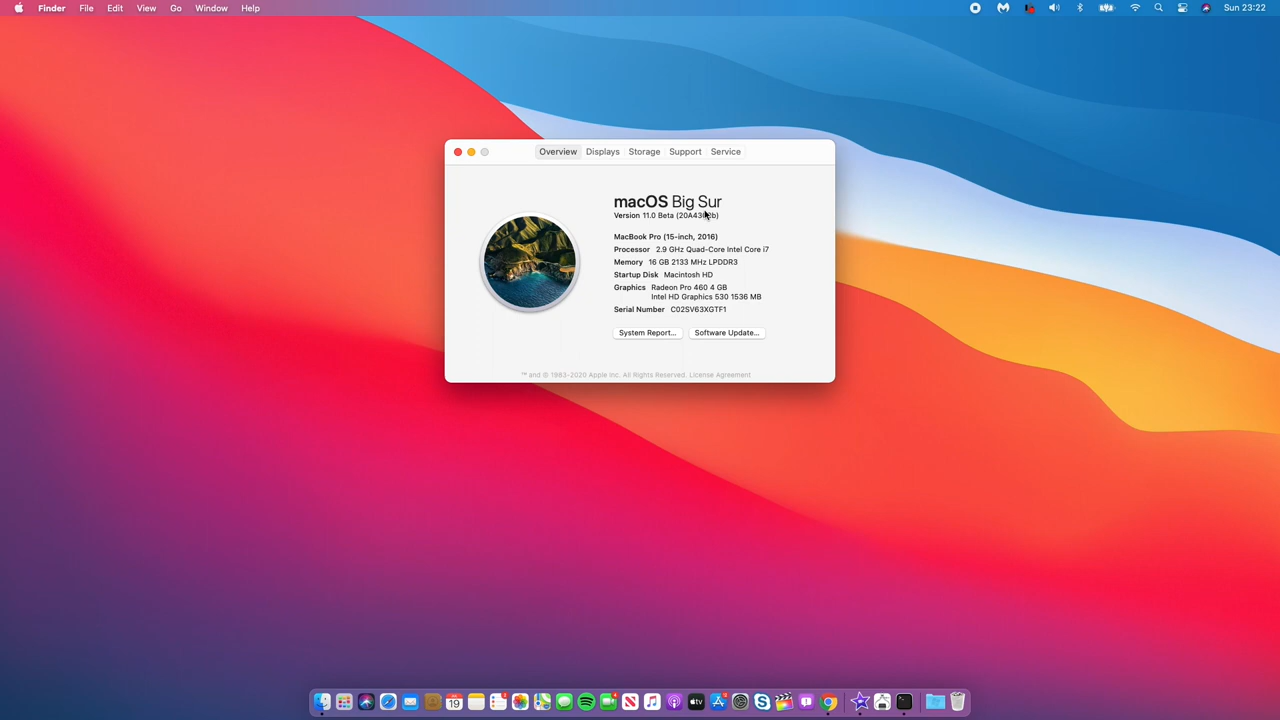 Finder File Edit View Go Window Help
Sun 23:22
Overview Displays Storage Support Service
macOS Big Sur
Version 11.0 Beta
MacBook Pro (15-inch, 2016)
Processor 2.9 GHz Quad-Core Intel Core i7
Memory 16 GB 2133 MHz LPDDR3
Startup Disk Macintosh HD
Graphics Radeon Pro 460 4 GB
Intel HD Graphics 530 1536 MB
Serial Number C02SV63XGTF1
System Report... Software Update...
™ and © 1983-2020 Apple Inc. All Rights Reserved. License Agreement
19
tv